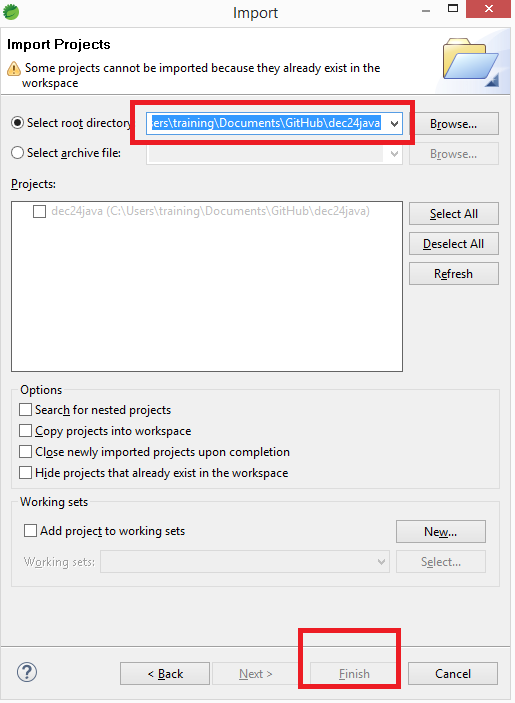 Import
Import Projects
Some projects cannot be imported because they already exist in the
workspace
Select root directory
ers\training\Documents\GitHub\dec24java
Browse...
Select archive file:
Browse...
Projects:
dec24java (C:\Users\training\Documents\GitHub\dec24java)
Select All
Deselect All
Refresh
Options
Search for nested projects
Copy projects into workspace
Close newly imported projects upon completion
Hide projects that already exist in the workspace
Working sets
Add project to working sets
New...
Working sets:
Select...
?
< Back
Next >
Finish
Cancel